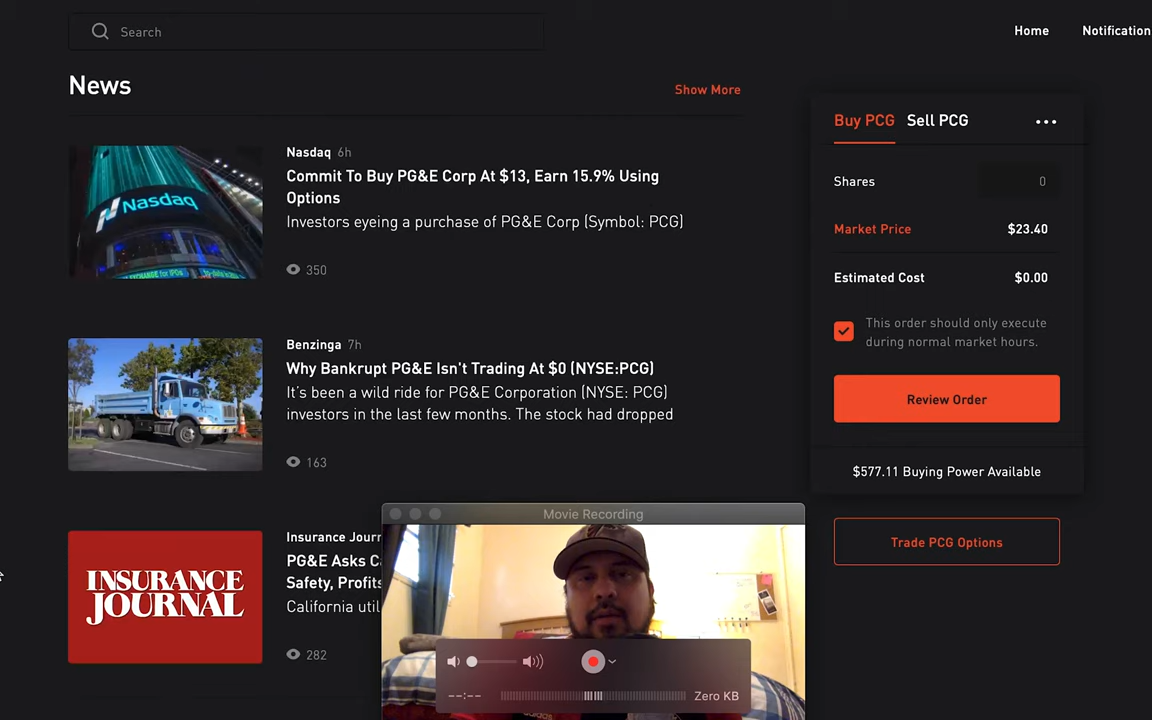 Search
Home
Notification
News
Show More
Nasdaq 6h
Commit To Buy PG&E Corp At $13, Earn 15.9% Using
Options
Investors eyeing a purchase of PG&E Corp (Symbol: PCG)
350
Nasdaq
Benzinga 7h
Why Bankrupt PG&E Isn't Trading At $0 (NYSE:PCG)
It's been a wild ride for PG&E Corporation (NYSE: PCG)
investors in the last few months. The stock had dropped
163
Insurance Jour
PG&E Asks C
Safety, Profits
California util
282
INSURANCE
JOURNAL
Buy PCG
Sell PCG
Shares
0
Market Price
$23.40
Estimated Cost
$0.00
This order should only execute
during normal market hours.
Review Order
$577.11 Buying Power Available
Trade PCG Options
Movie Recording
--:--
Zero KB